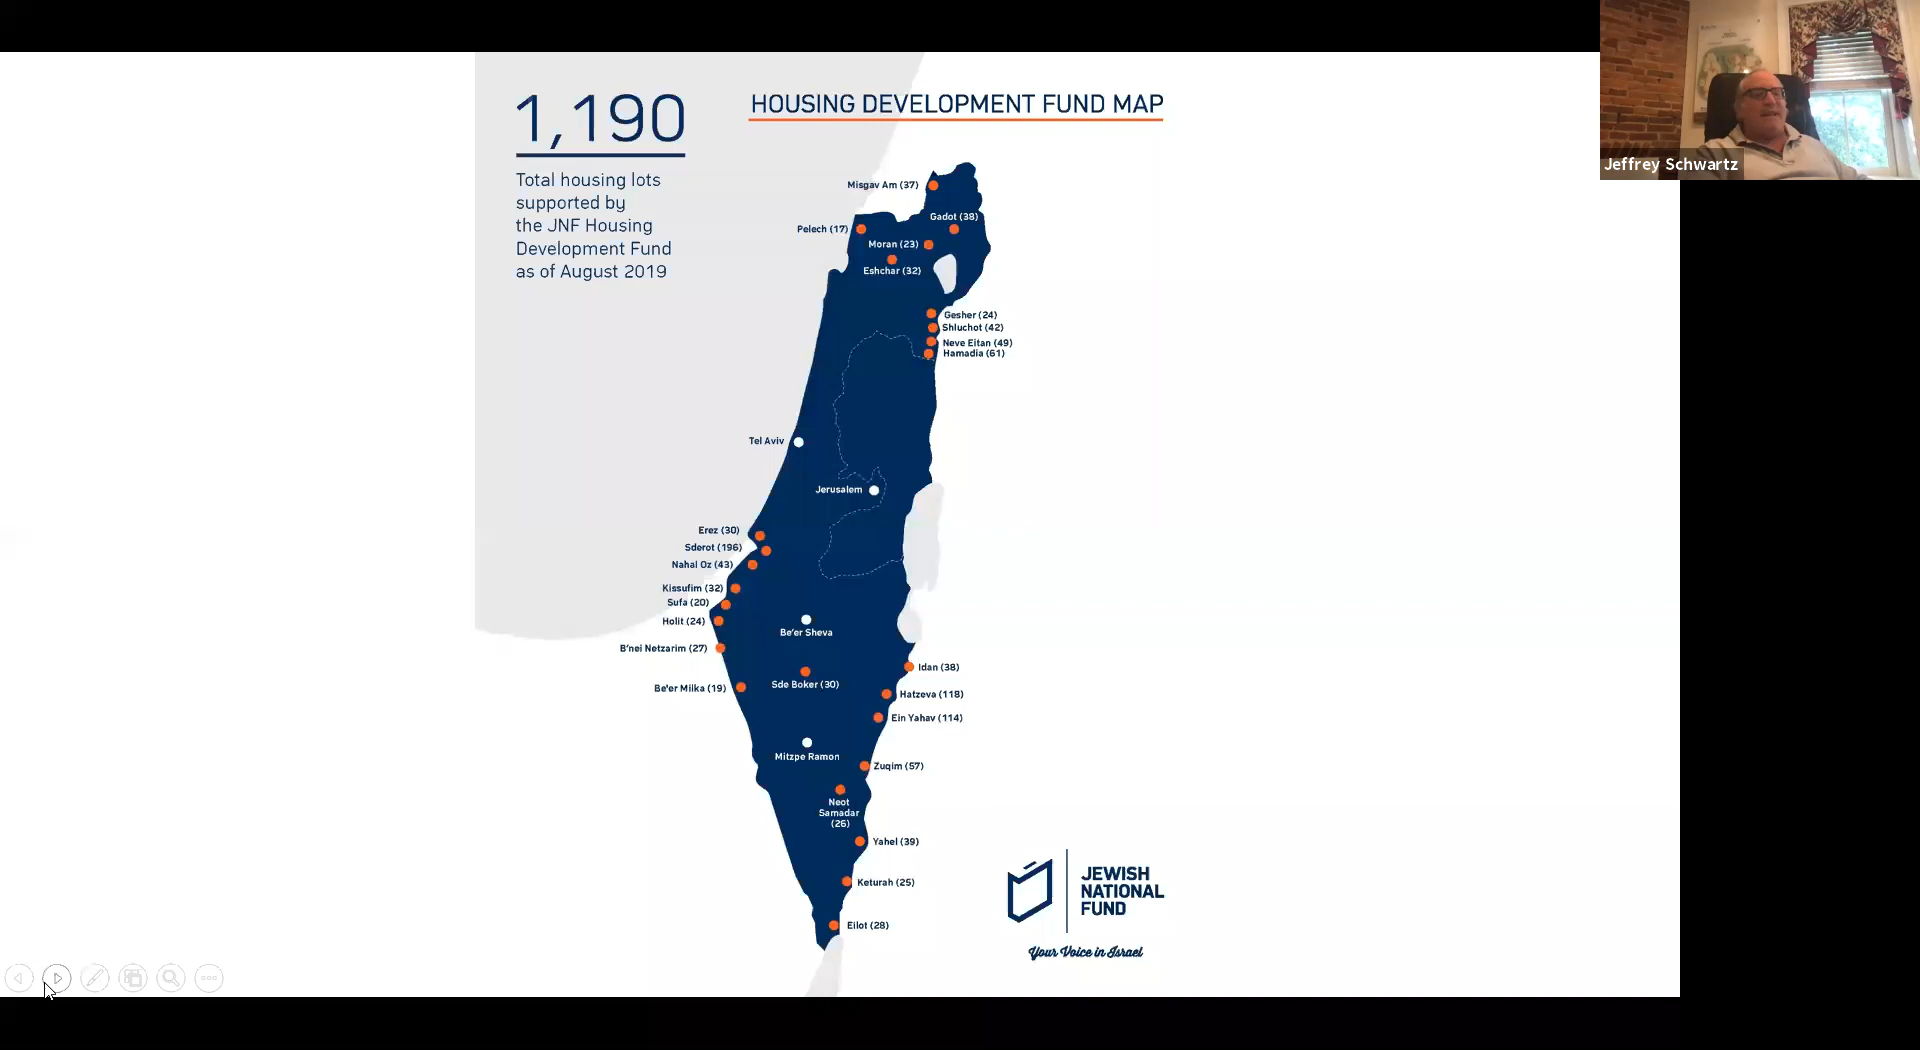 1,190
Total housing lots
supported by
the JNF Housing
Development Fund
as of August 2019
HOUSING DEVELOPMENT FUND MAP
Misgav Am (37)
Gadot (38)
Pelech (17)
Moran (23)
Eshchar (32)
Gesher (24)
Shluchot (42)
Neve Eitan (49)
Hamadia (61)
Tel Aviv
Jerusalem
Erez (30)
Sderot (196)
Nahal Oz (43)
Kissufim (32)
Sufa (20)
Holit (24)
Be'er Sheva
B'nei Netzarim (27)
Idan (38)
Sde Boker (30)
Be'er Milka (19)
Hatzeva (118)
Ein Yahav (114)
Mitzpe Ramon
Zuqim (57)
Neot
Samadar
(26)
Yahel (39)
Keturah (25)
Eilot (28)
JEWISH
NATIONAL
FUND
Your Voice in Israel
Jeffrey Schwartz